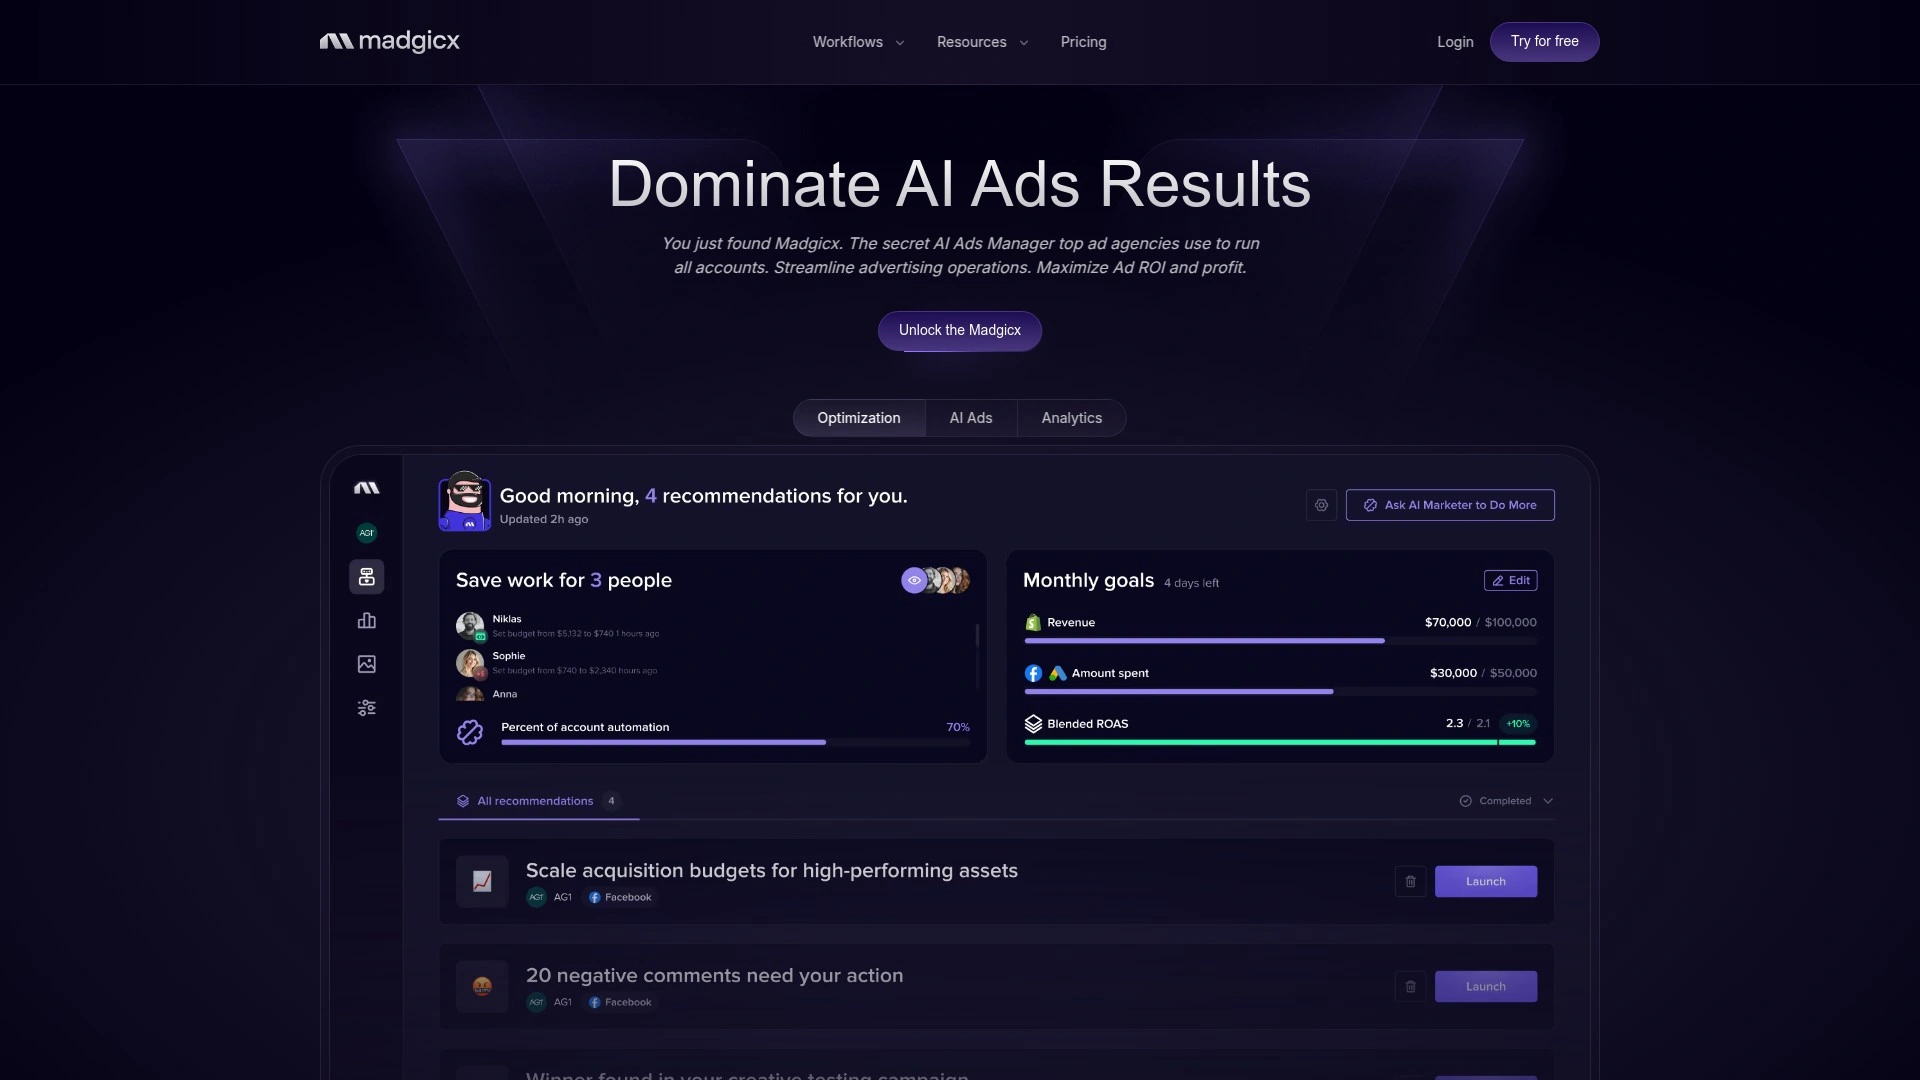 madgicx
Workflows
Resources
Pricing
Login
Try for free
Dominate AI Ads Results
You just found Madgicx. The secret AI Ads Manager top ad agencies use to run
all accounts. Streamline advertising operations. Maximize Ad ROI and profit.
Unlock the Madgicx
Optimization
AI Ads
Analytics
AG1
Good morning, 4 recommendations for you.
Updated 2h ago
Ask AI Marketer to Do More
Save work for 3 people
Niklas
Set budget from $5,132 to $740 1 hours ago
Sophie
Set budget from $740 to $2,340 hours ago
Anna
Percent of account automation
70%
Monthly goals
4 days left
Edit
Revenue
$70,000 / $100,000
Amount spent
$30,000 / $50,000
Blended ROAS
2.3 / 2.1
+10%
All recommendations
4
Completed
Scale acquisition budgets for high-performing assets
AG1
AG1
Facebook
Launch
20 negative comments need your action
AG1
AG1
Facebook
Launch
Winner found in your creative testing campaign